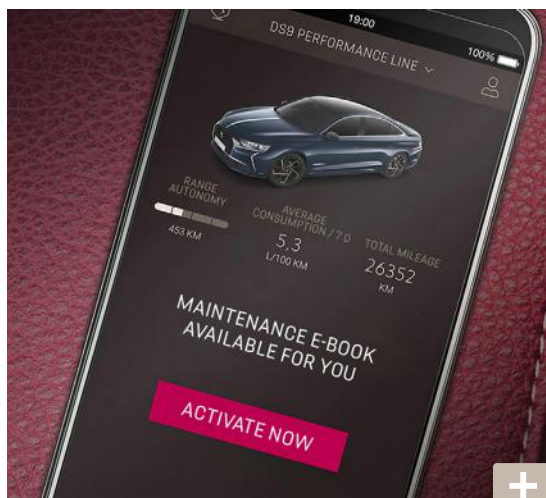 19:00
100%
DS9 PERFORMANCE LINE
RANGE
AUTONOMY
453 KM
AVERAGE
CONSUMPTION / 7 D
5,3
L/100 KM
TOTAL MILEAGE
26352
KM
MAINTENANCE E-BOOK
AVAILABLE FOR YOU
ACTIVATE NOW